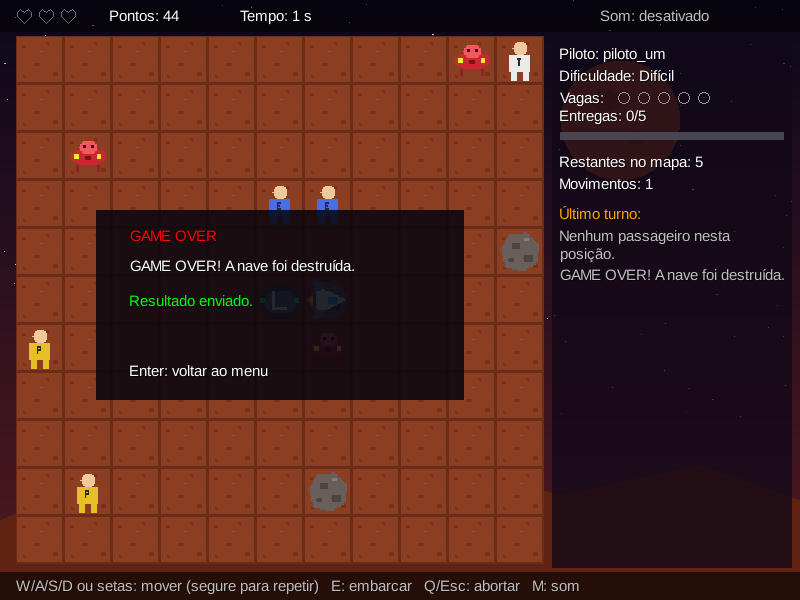 Pontos: 44
Tempo: 1 s
Som: desativado
Piloto: piloto_um
Dificuldade: Difícil
Vagas:
Entregas: 0/5
Restantes no mapa: 5
Movimentos: 1
Último turno:
Nenhum passageiro nesta
posição.
GAME OVER! A nave foi destruída.
GAME OVER
GAME OVER! A nave foi destruída.
Resultado enviado.
Enter: voltar ao menu
T
E
E
L
P
P
W/A/S/D ou setas: mover (segure para repetir) E: embarcar Q/Esc: abortar M: som